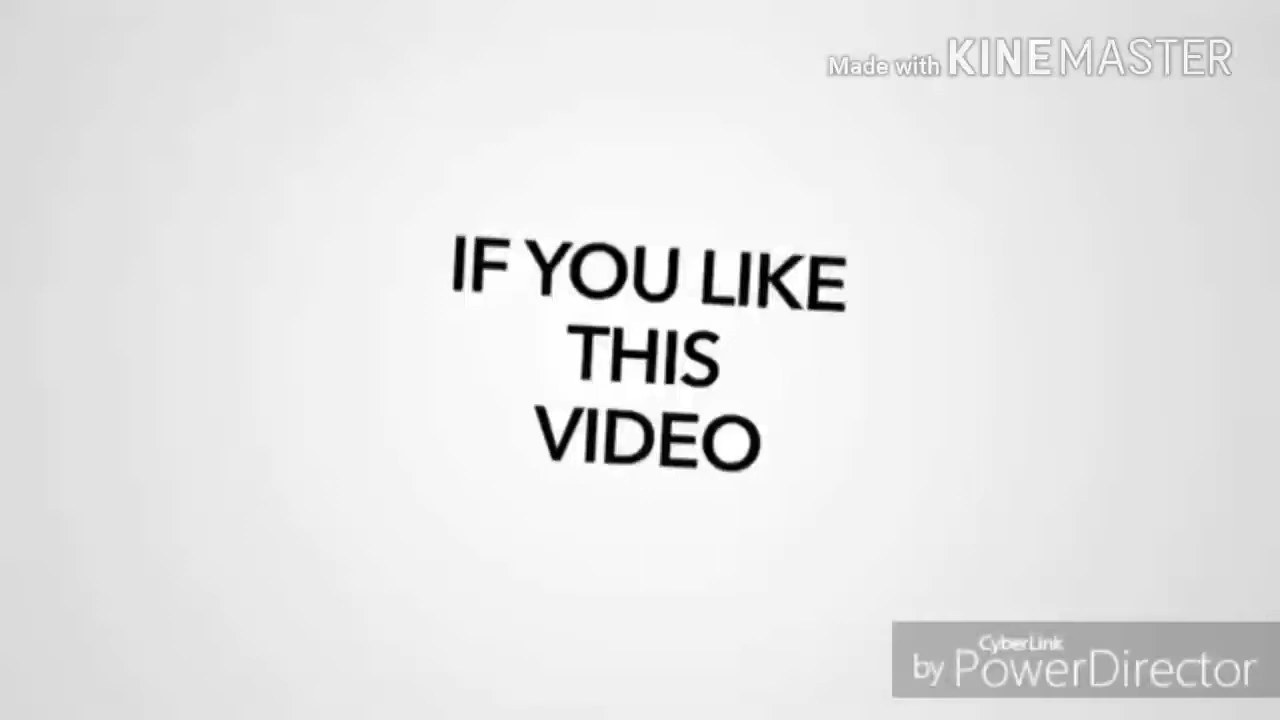 Made with KINEMASTER
IF YOU LIKE
THIS
VIDEO
CyberLink
by PowerDirector